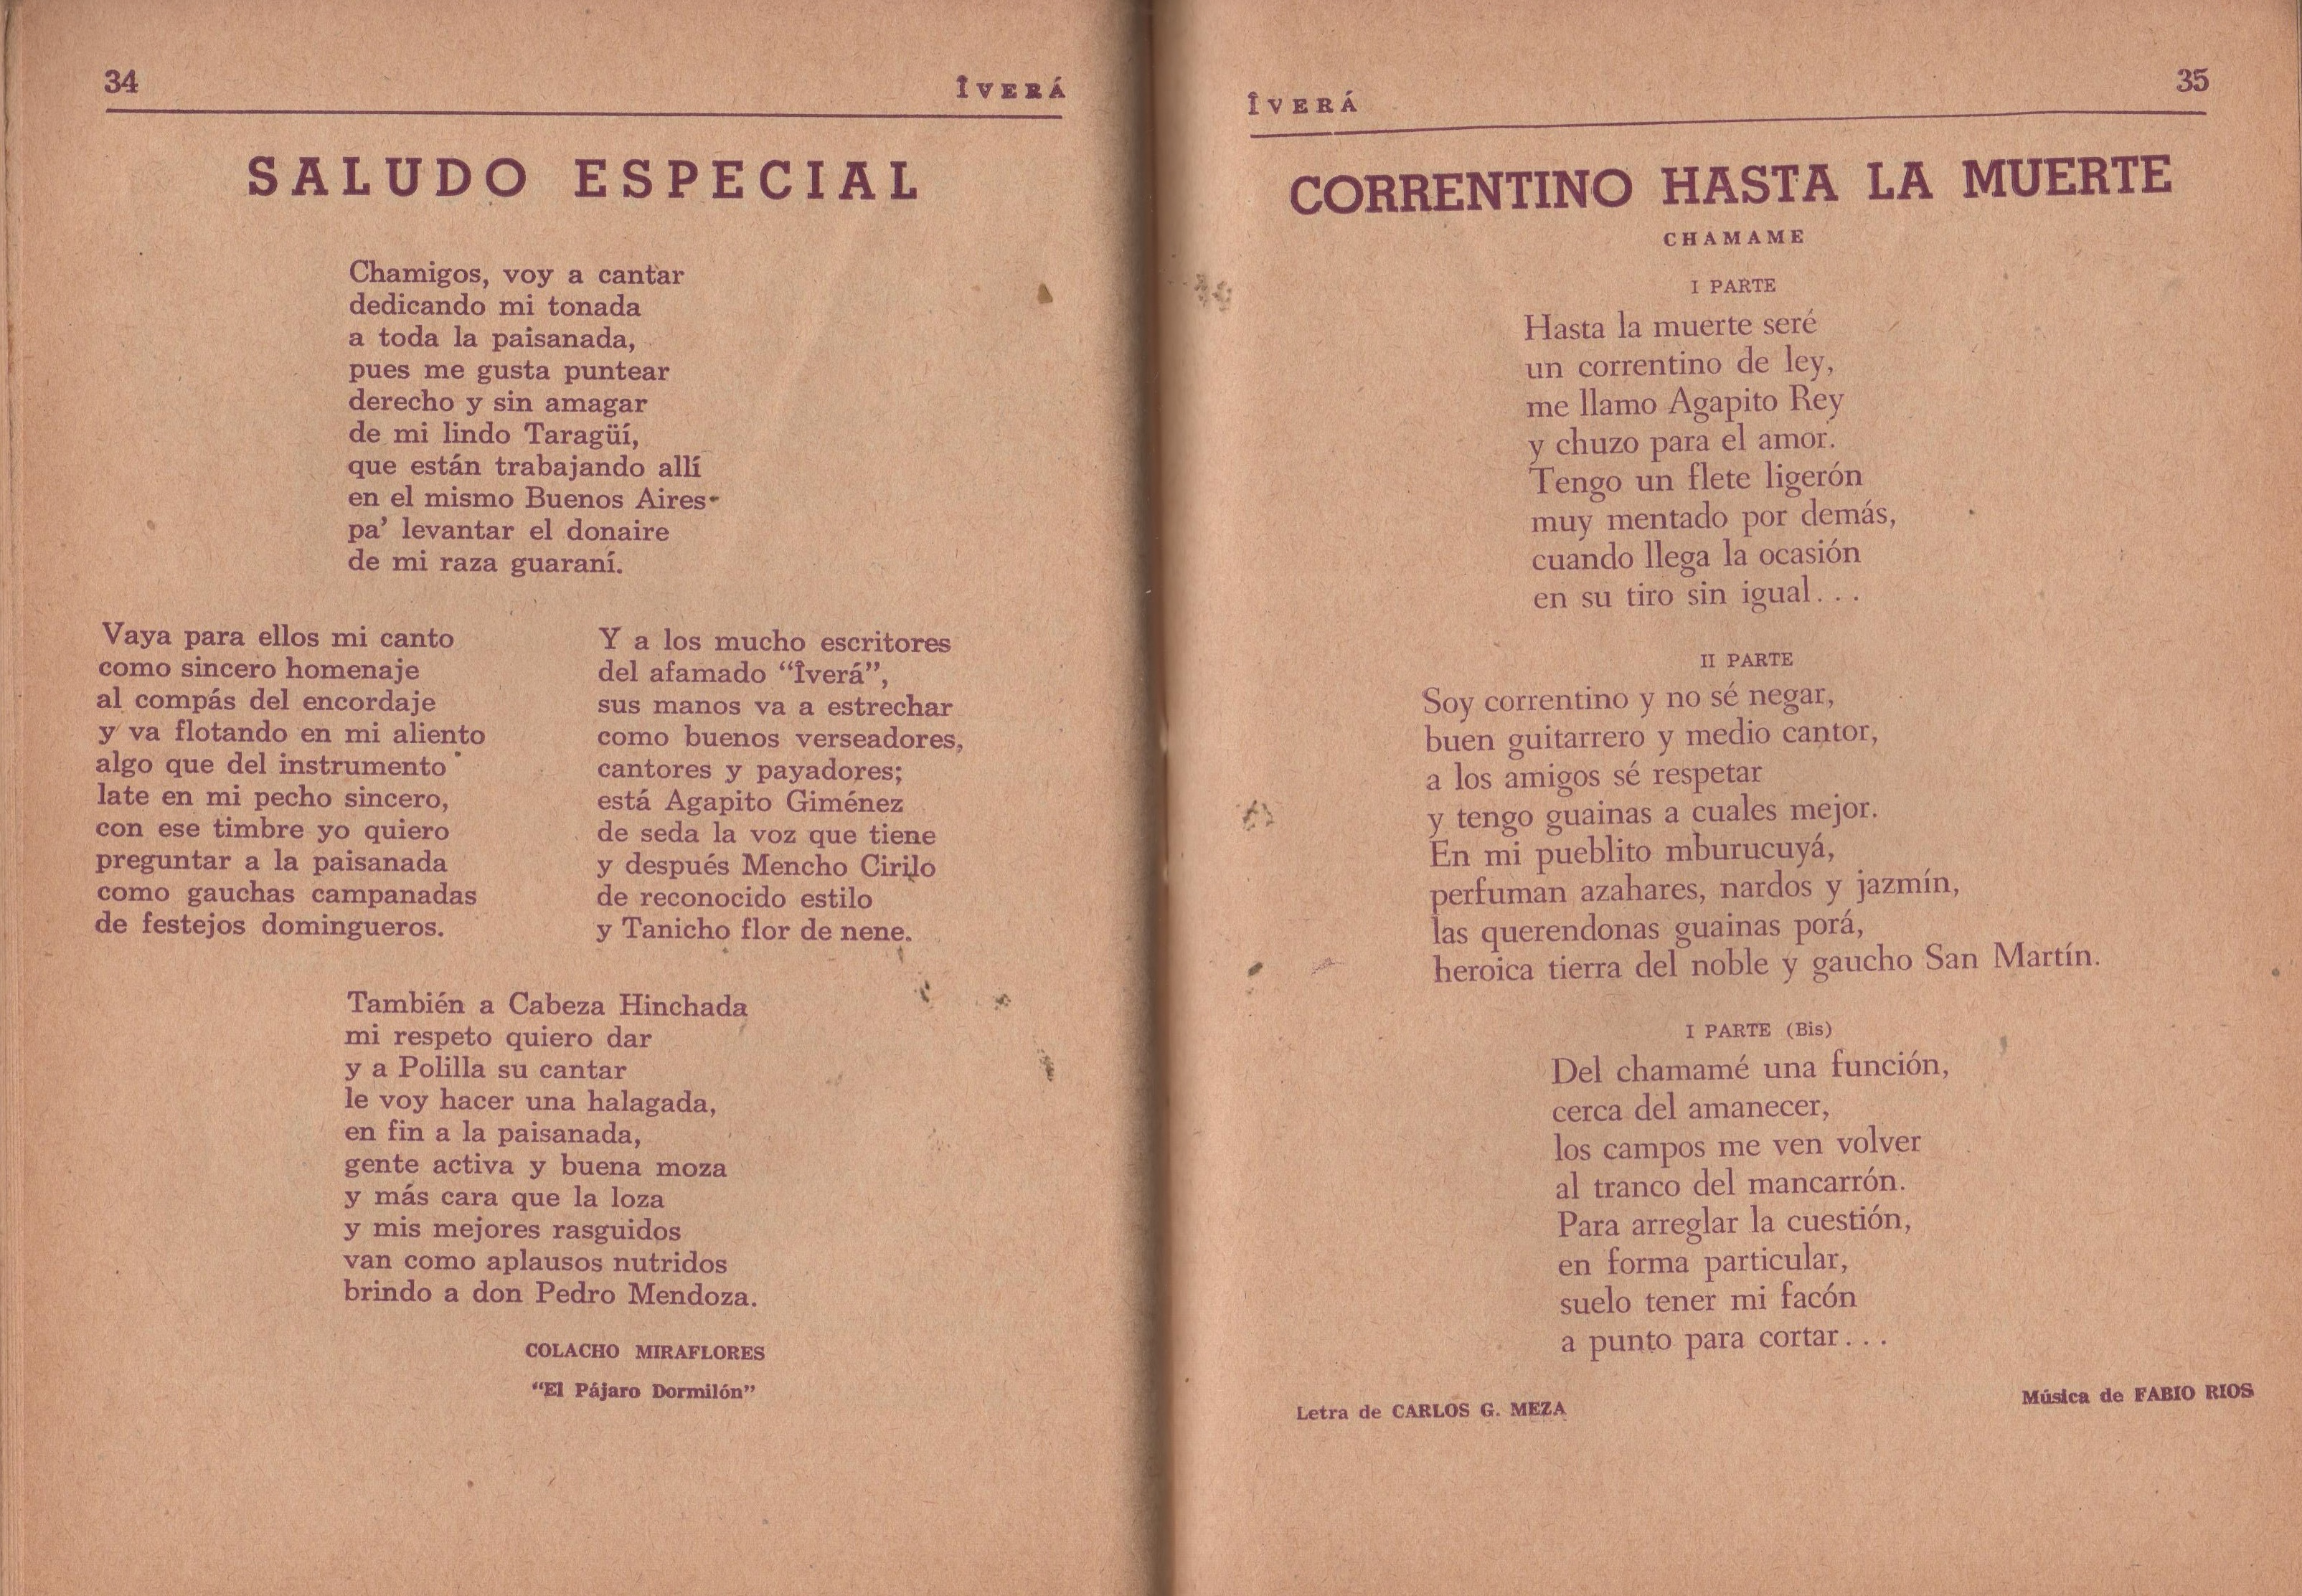 34
ÎVERÁ
SALUDO ESPECIAL
Chamigos, voy a cantar
dedicando mi tonada
a toda la paisanada,
pues me gusta puntear
derecho y sin amagar
de mi lindo Taragüí,
que están trabajando allí
en el mismo Buenos Aires
pa’ levantar el donaire
de mi raza guaraní.
Vaya para ellos mi canto
como sincero homenaje
al compás del encordaje
y va flotando en mi aliento
algo que del instrumento
late en mi pecho sincero,
con ese timbre yo quiero
preguntar a la paisanada
como gauchas campanadas
de festejos domingueros.
Y a los mucho escritores
del afamado “Îverá”,
sus manos va a estrechar
como buenos verseadores,
cantores y payadores;
está Agapito Giménez
de seda la voz que tiene
y después Mencho Cirilo
de reconocido estilo
y Tanicho flor de nene.
También a Cabeza Hinchada
mi respeto quiero dar
y a Polilla su cantar
le voy hacer una halagada,
en fin a la paisanada,
gente activa y buena moza
y más cara que la loza
y mis mejores rasguidos
van como aplausos nutridos
brindo a don Pedro Mendoza.
COLACHO MIRAFLORES
“El Pájaro Dormilón”
ÎVERÁ
35
CORRENTINO HASTA LA MUERTE
CHAMAME
I PARTE
Hasta la muerte seré
un correntino de ley,
me llamo Agapito Rey
y chuzo para el amor.
Tengo un flete ligerón
muy mentado por demás,
cuando llega la ocasión
en su tiro sin igual...
II PARTE
Soy correntino y no sé negar,
buen guitarrero y medio cantor,
a los amigos sé respetar
y tengo guainas a cuales mejor.
En mi pueblito mburucuyá,
perfuman azahares, nardos y jazmín,
las querendonas guainas porá,
heroica tierra del noble y gaucho San Martín.
I PARTE (Bis)
Del chamamé una función,
cerca del amanecer,
los campos me ven volver
al tranco del mancarrón.
Para arreglar la cuestión,
en forma particular,
suelo tener mi facón
a punto para cortar...
Letra de CARLOS G. MEZA
Música de FABIO RIOS